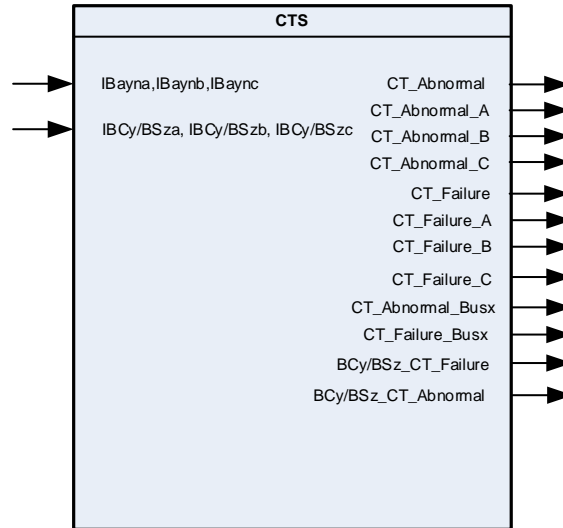 CTS
IBayna,IBaynb,IBaync
IBCy/BSza, IBCy/BSzb, IBCy/BSzc
CT_Abnormal
CT_Abnormal_A
CT_Abnormal_B
CT_Abnormal_C
CT_Failure
CT_Failure_A
CT_Failure_B
CT_Failure_C
CT_Abnormal_Busx
CT_Failure_Busx
BCy/BSz_CT_Failure
BCy/BSz_CT_Abnormal